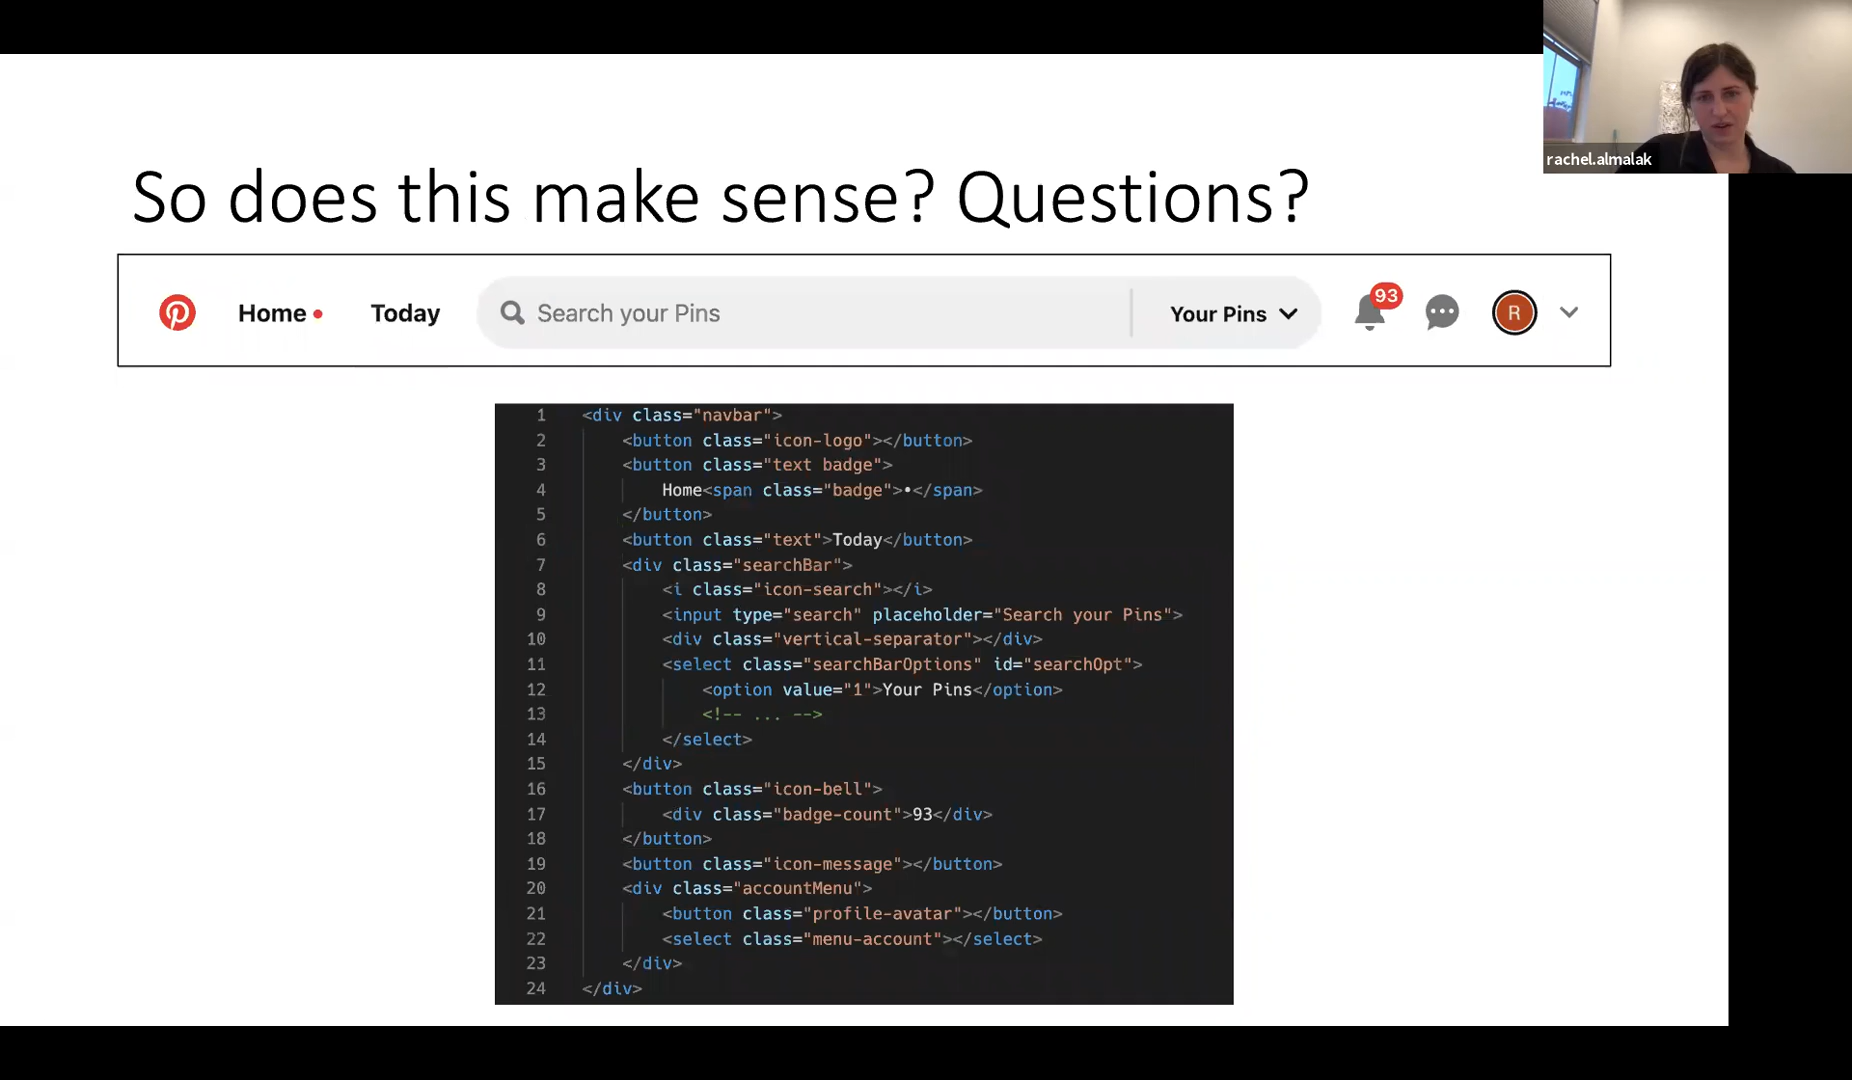 rachel.almalak
So does this make sense? Questions?
Home • Today Search your Pins Your Pins 93 R
1 <div class="navbar">
2 <button class="icon-logo"></button>
3 <button class="text badge">
4 Home<span class="badge">•</span>
5 </button>
6 <button class="text">Today</button>
7 <div class="searchBar">
8 <i class="icon-search"></i>
9 <input type="search" placeholder="Search your Pins">
10 <div class="vertical-separator"></div>
11 <select class="searchBarOptions" id="searchOpt">
12 <option value="1">Your Pins</option>
13 <!-- ... -->
14 </select>
15 </div>
16 <button class="icon-bell">
17 <div class="badge-count">93</div>
18 </button>
19 <button class="icon-message"></button>
20 <div class="accountMenu">
21 <button class="profile-avatar"></button>
22 <select class="menu-account"></select>
23 </div>
24 </div>